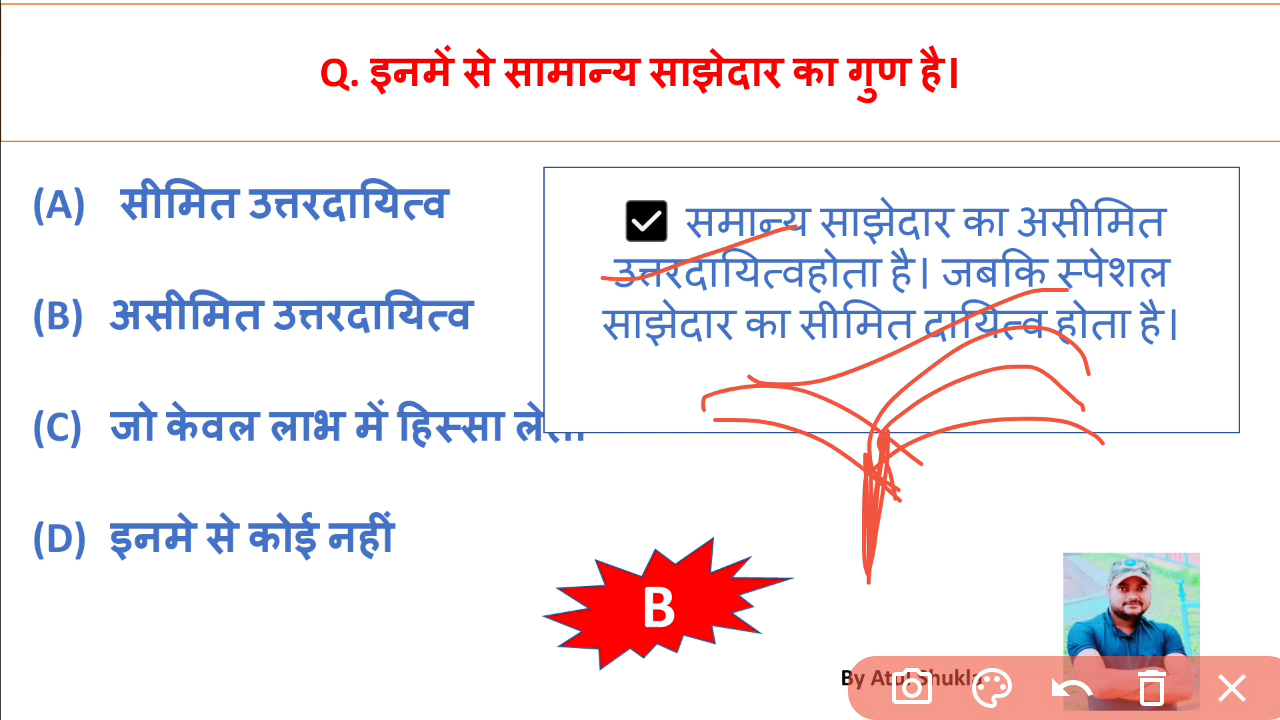 Q. इनमें से सामान्य साझेदार का गुण है।
(A) सीमित उत्तरदायित्व
(B) असीमित उत्तरदायित्व
(C) जो केवल लाभ में हिस्सा
(D) इनमे से कोई नहीं
समान्य साझेदार का असीमित
उत्तरदायित्वहोता है। जबकि स्पेशल
साझेदार का सीमित दायित्व होता है।
B
By Atul Shukla